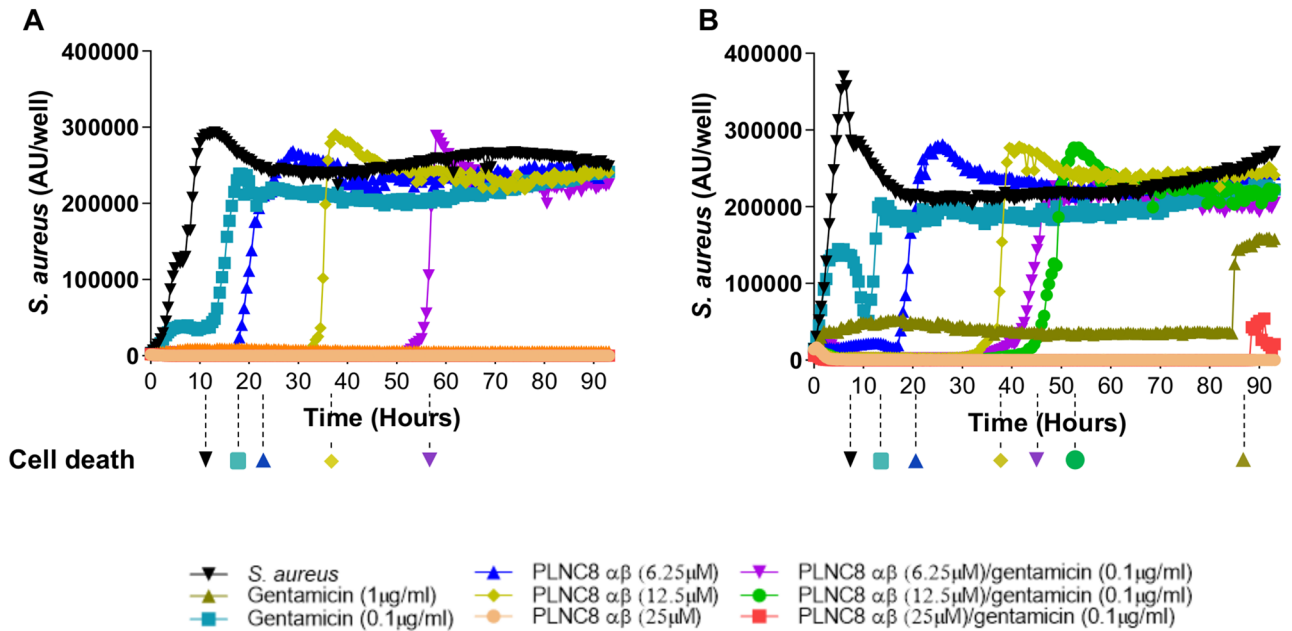 A
B
400000
300000
200000
100000
0
S. aureus (AU/well)
0 10 20 30 40 50 60 70 80 90
Time (Hours)
400000
300000
200000
100000
0
S. aureus (AU/well)
0 10 20 30 40 50 60 70 80 90
Time (Hours)
Cell death
S. aureus
Gentamicin (1µg/ml)
Gentamicin (0.1µg/ml)
PLNC8 αβ (6.25µM)
PLNC8 αβ (12.5µM)
PLNC8 αβ (25µM)
PLNC8 αβ (6.25µM)/gentamicin (0.1µg/ml)
PLNC8 αβ (12.5µM)/gentamicin (0.1µg/ml)
PLNC8 αβ (25µM)/gentamicin (0.1µg/ml)